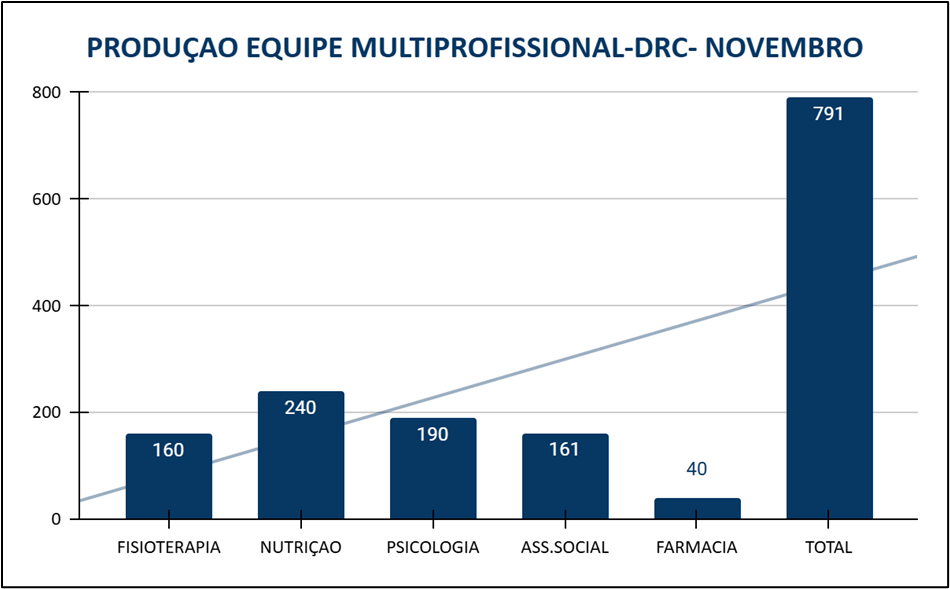 PRODUÇAO EQUIPE MULTIPROFISSIONAL-DRC- NOVEMBRO
800
600
400
200
0
160
240
190
161
40
791
FISIOTERAPIA
NUTRIÇAO
PSICOLOGIA
ASS.SOCIAL
FARMACIA
TOTAL